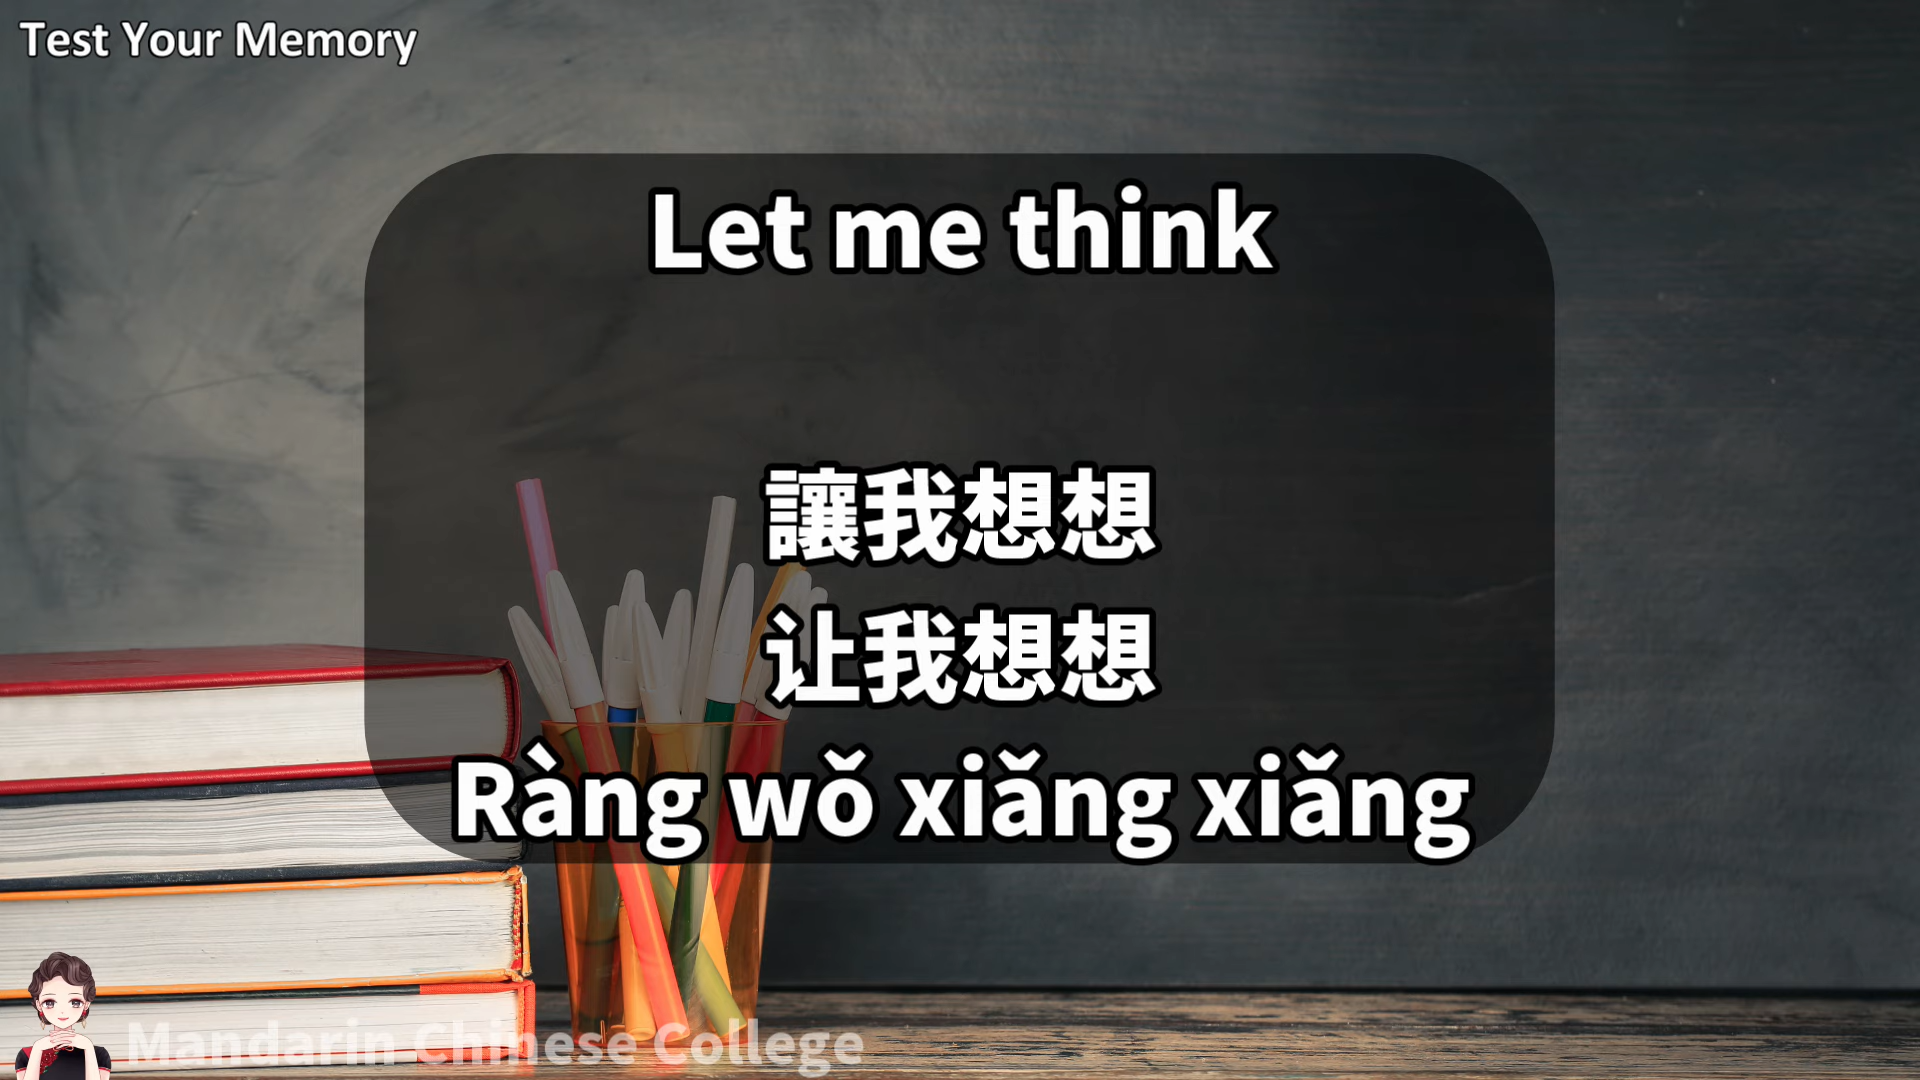 Test Your Memory
Let me think
讓我想想
让我想想
Ràng wǒ xiǎng xiǎng
Mandarin Chinese College